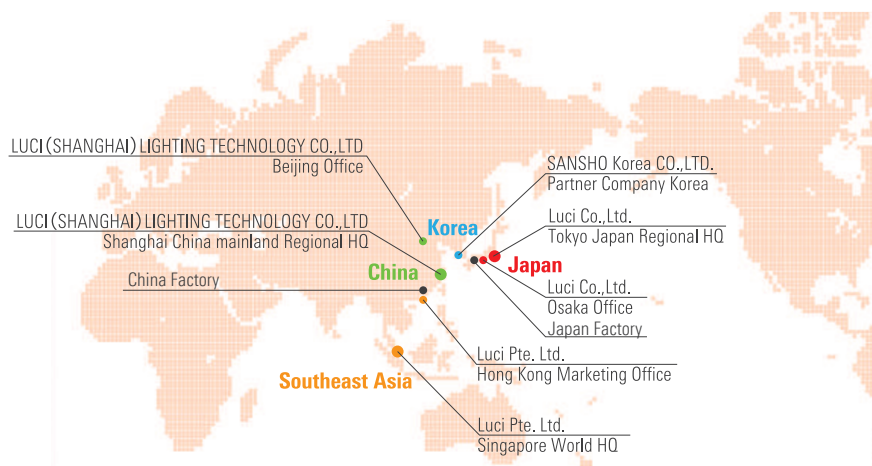 LUCI(SHANGHAI) LIGHTING TECHNOLOGY CO.,LTD
Beijing Office
LUCI(SHANGHAI) LIGHTING TECHNOLOGY CO.,LTD
Shanghai China mainland Regional HQ
China Factory
Korea
China
Japan
Southeast Asia
SANSHO Korea CO.,LTD.
Partner Company Korea
Luci Co.,Ltd.
Tokyo Japan Regional HQ
Luci Co.,Ltd.
Osaka Office
Japan Factory
Luci Pte. Ltd.
Hong Kong Marketing Office
Luci Pte. Ltd.
Singapore World HQ